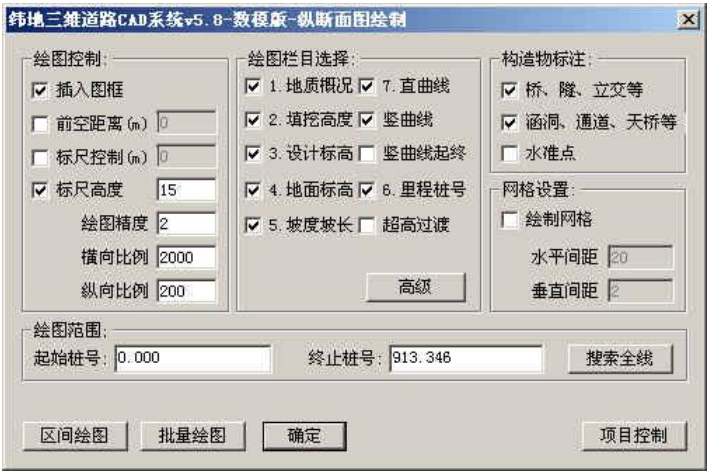 纬地三维道路CAD系统v5.8-数模版-纵断面图绘制
绘图控制:
插入图框
前空距离(m) 0
标尺控制(m) 0
标尺高度 15
绘图精度 2
横向比例 2000
纵向比例 200
绘图栏目选择:
1.地质概况 7.直曲线
2.填挖高度 竖曲线
3.设计标高 竖曲线起终
4.地面标高 6.里程桩号
5.坡度坡长 超高过渡
高级
构造物标注:
桥、隧、立交等
涵洞、通道、天桥等
水准点
网格设置:
绘制网格
水平间距 20
垂直间距 2
绘图范围:
起始桩号: 0.000 终止桩号: 913.346 搜索全线
区间绘图 批量绘图 确定 项目控制